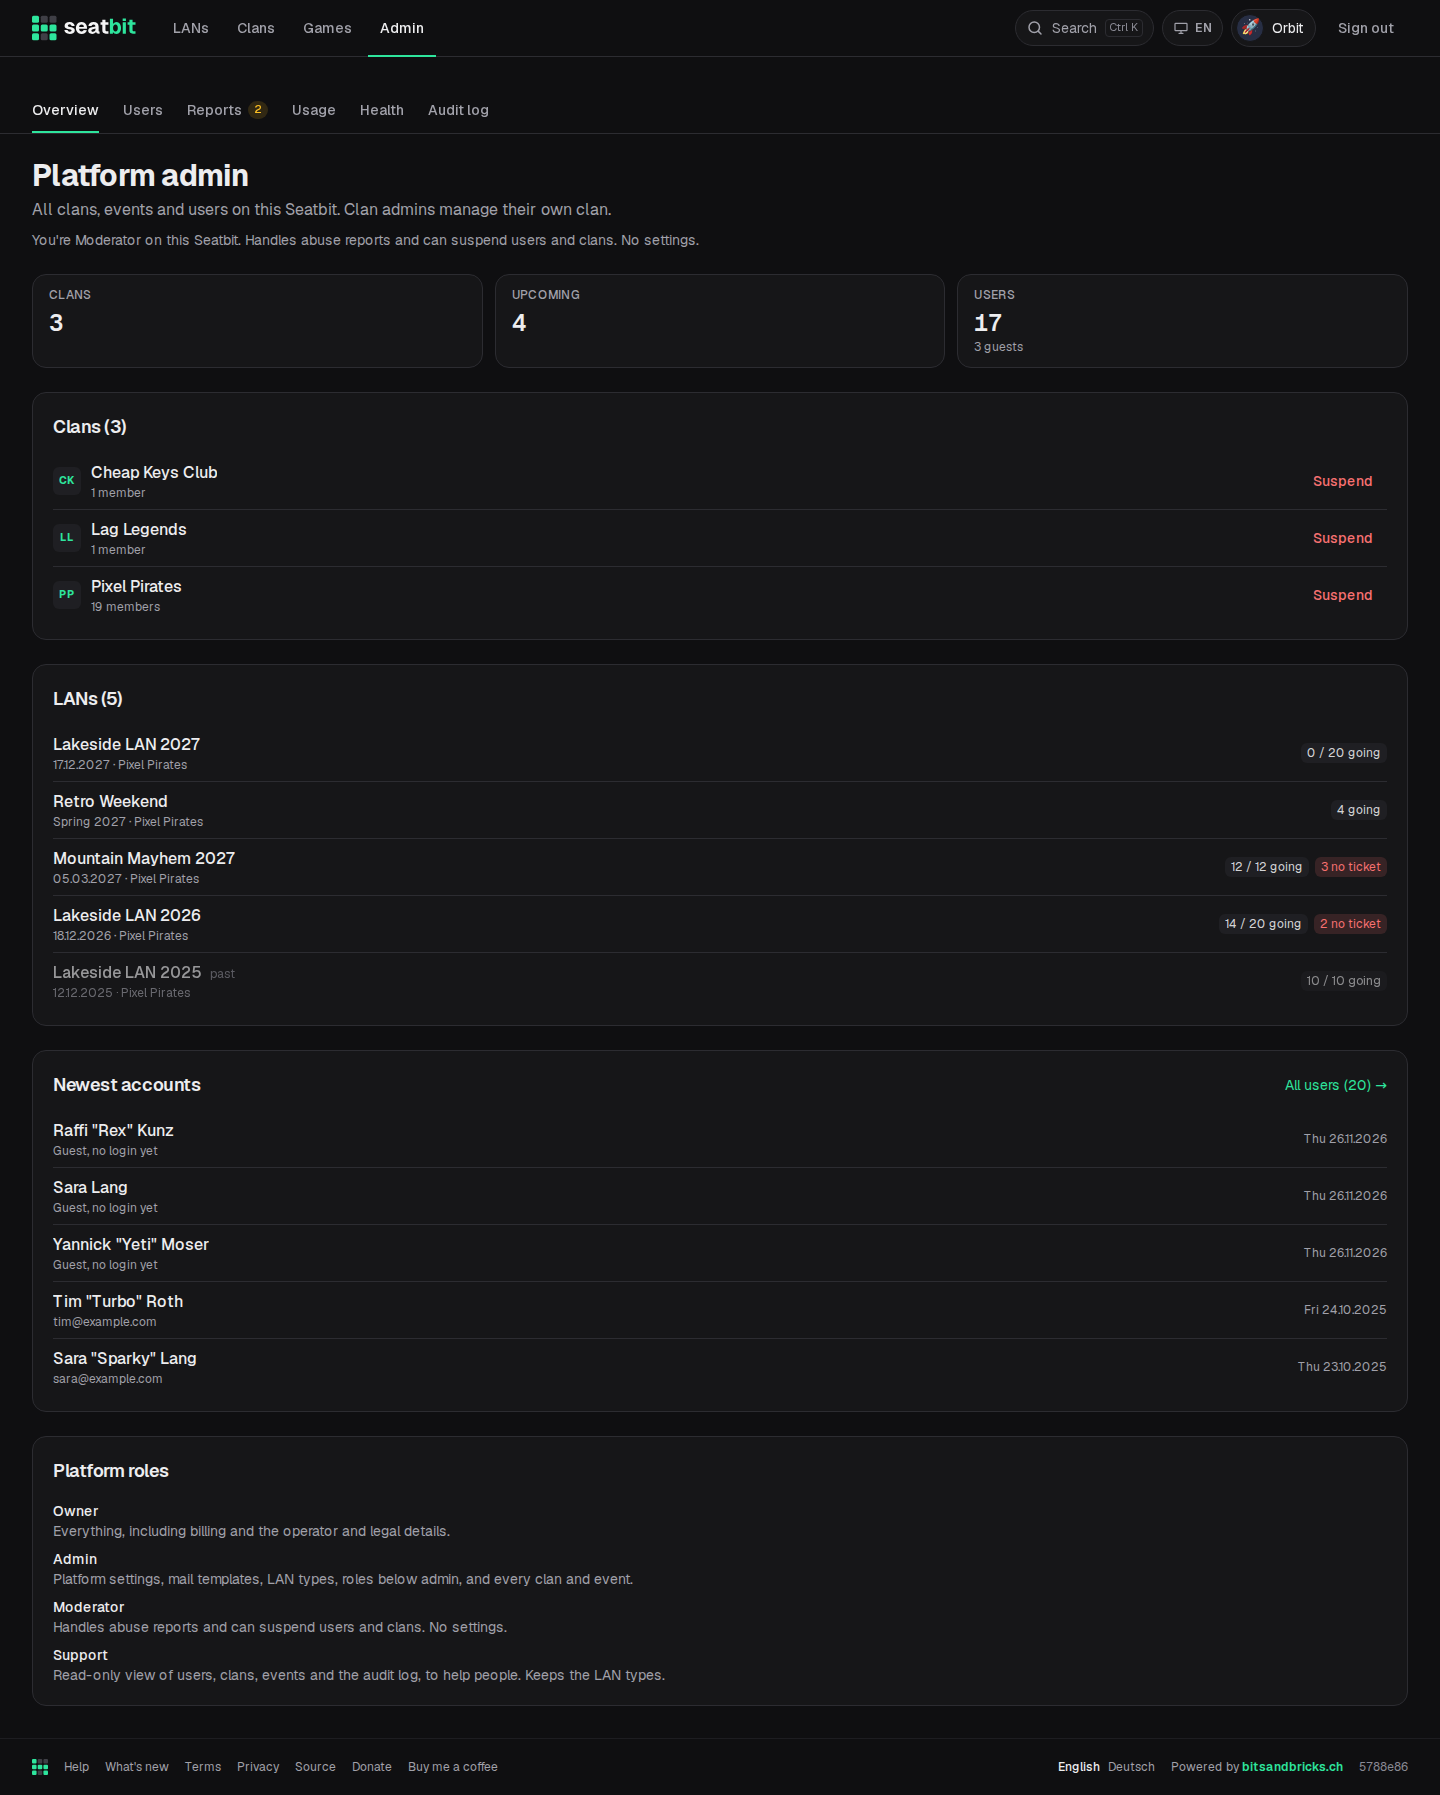 seatbit LANs Clans Games Admin Search Ctrl K EN Orbit Sign out
Overview Users Reports 2 Usage Health Audit log
Platform admin
All clans, events and users on this Seatbit. Clan admins manage their own clan.
You're Moderator on this Seatbit. Handles abuse reports and can suspend users and clans. No settings.
CLANS
3
UPCOMING
4
USERS
17
3 guests
Clans (3)
CK Cheap Keys Club
1 member
Suspend
LL Lag Legends
1 member
Suspend
PP Pixel Pirates
19 members
Suspend
LANs (5)
Lakeside LAN 2027
17.12.2027 · Pixel Pirates
0 / 20 going
Retro Weekend
Spring 2027 · Pixel Pirates
4 going
Mountain Mayhem 2027
05.03.2027 · Pixel Pirates
12 / 12 going 3 no ticket
Lakeside LAN 2026
18.12.2026 · Pixel Pirates
14 / 20 going 2 no ticket
Lakeside LAN 2025 past
12.12.2025 · Pixel Pirates
10 / 10 going
Newest accounts All users (20) →
Raffi "Rex" Kunz
Guest, no login yet
Thu 26.11.2026
Sara Lang
Guest, no login yet
Thu 26.11.2026
Yannick "Yeti" Moser
Guest, no login yet
Thu 26.11.2026
Tim "Turbo" Roth
tim@example.com
Fri 24.10.2025
Sara "Sparky" Lang
sara@example.com
Thu 23.10.2025
Platform roles
Owner
Everything, including billing and the operator and legal details.
Admin
Platform settings, mail templates, LAN types, roles below admin, and every clan and event.
Moderator
Handles abuse reports and can suspend users and clans. No settings.
Support
Read-only view of users, clans, events and the audit log, to help people. Keeps the LAN types.
Help What's new Terms Privacy Source Donate Buy me a coffee English Deutsch Powered by bitsandbricks.ch 5788e86